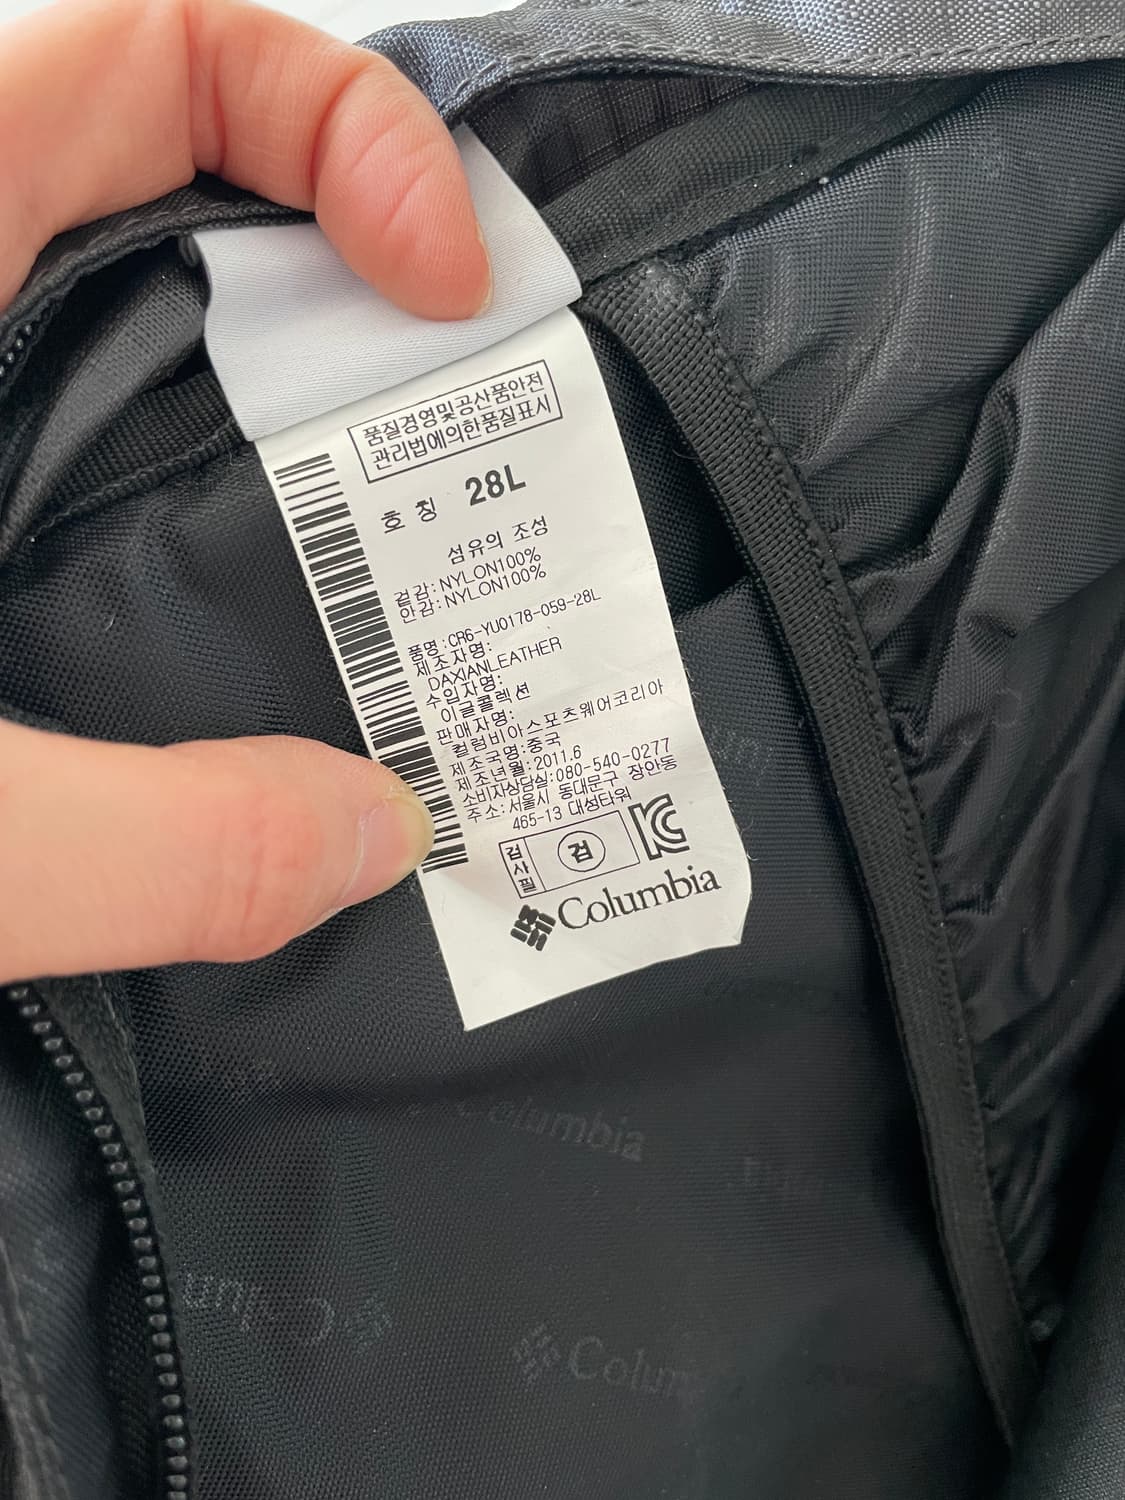 품질경영및공산품안전
관리법에의한품질표시
호 칭 28L
섬유의 조성
겉감:NYLON100%
안감:NYLON100%
품명:CR6-YU0178-059-28L
제조자명:
DAXIANLEATHER
수입자명:
이글콜렉션
판매자명:
컬럼비아스포츠웨어코리아
제조국명:중국
제조년월:2011.6
소비자상담실:080-540-0277
주소:서울시 동대문구 장안동
465-13 대성타워
검사필 검 KC
Columbia
Columbia
Colum